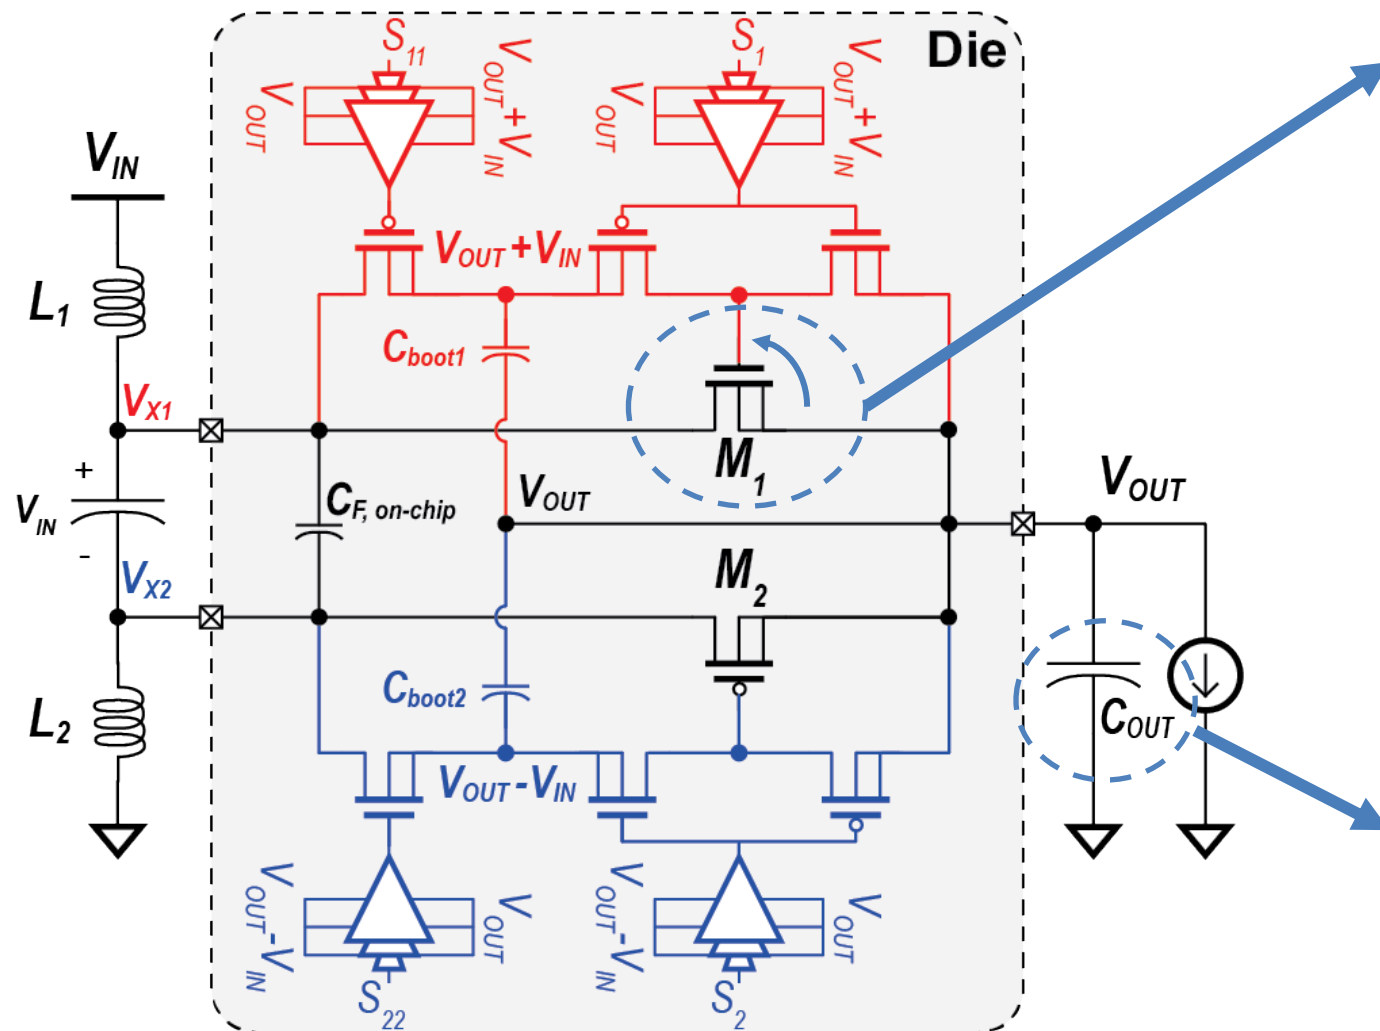 Die
S11
S1
VOUT
VOUT+VIN
VOUT
VOUT+VIN
VIN
L1
VOUT+VIN
Cboot1
VX1
M1
+
VIN
-
CF, on-chip
VOUT
VOUT
VX2
M2
L2
Cboot2
COUT
VOUT-VIN
VOUT-VIN
VOUT
VOUT-VIN
VOUT
S22
S2